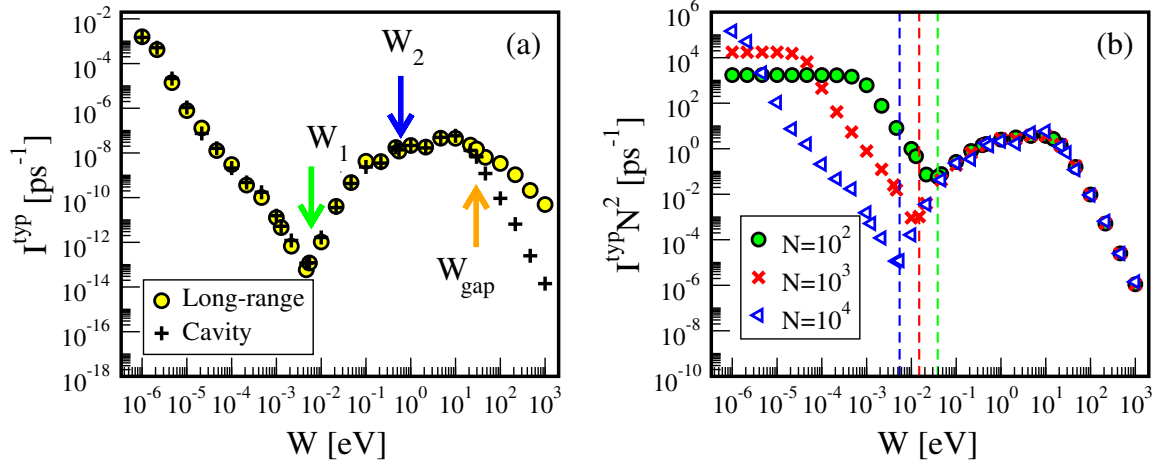 (a)
W₂
W₁
W_gap
Long-range
Cavity
10⁻² 10⁻⁴ 10⁻⁶ 10⁻⁸ 10⁻¹⁰ 10⁻¹² 10⁻¹⁴ 10⁻¹⁶ 10⁻¹⁸
I^typ [ps⁻¹]
10⁻⁶ 10⁻⁵ 10⁻⁴ 10⁻³ 10⁻² 10⁻¹ 10⁰ 10¹ 10² 10³
W [eV]
(b)
N=10²
N=10³
N=10⁴
10⁶ 10⁴ 10² 10⁰ 10⁻² 10⁻⁴ 10⁻⁶ 10⁻⁸ 10⁻¹⁰
I^typ N² [ps⁻¹]
10⁻⁶ 10⁻⁵ 10⁻⁴ 10⁻³ 10⁻² 10⁻¹ 10⁰ 10¹ 10² 10³
W [eV]